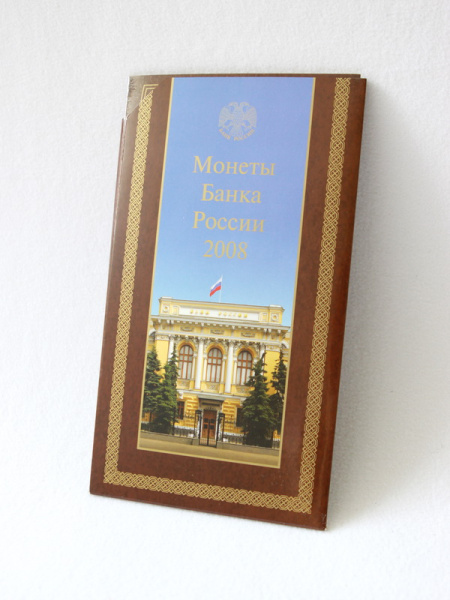 Монеты
Банка
России
2008